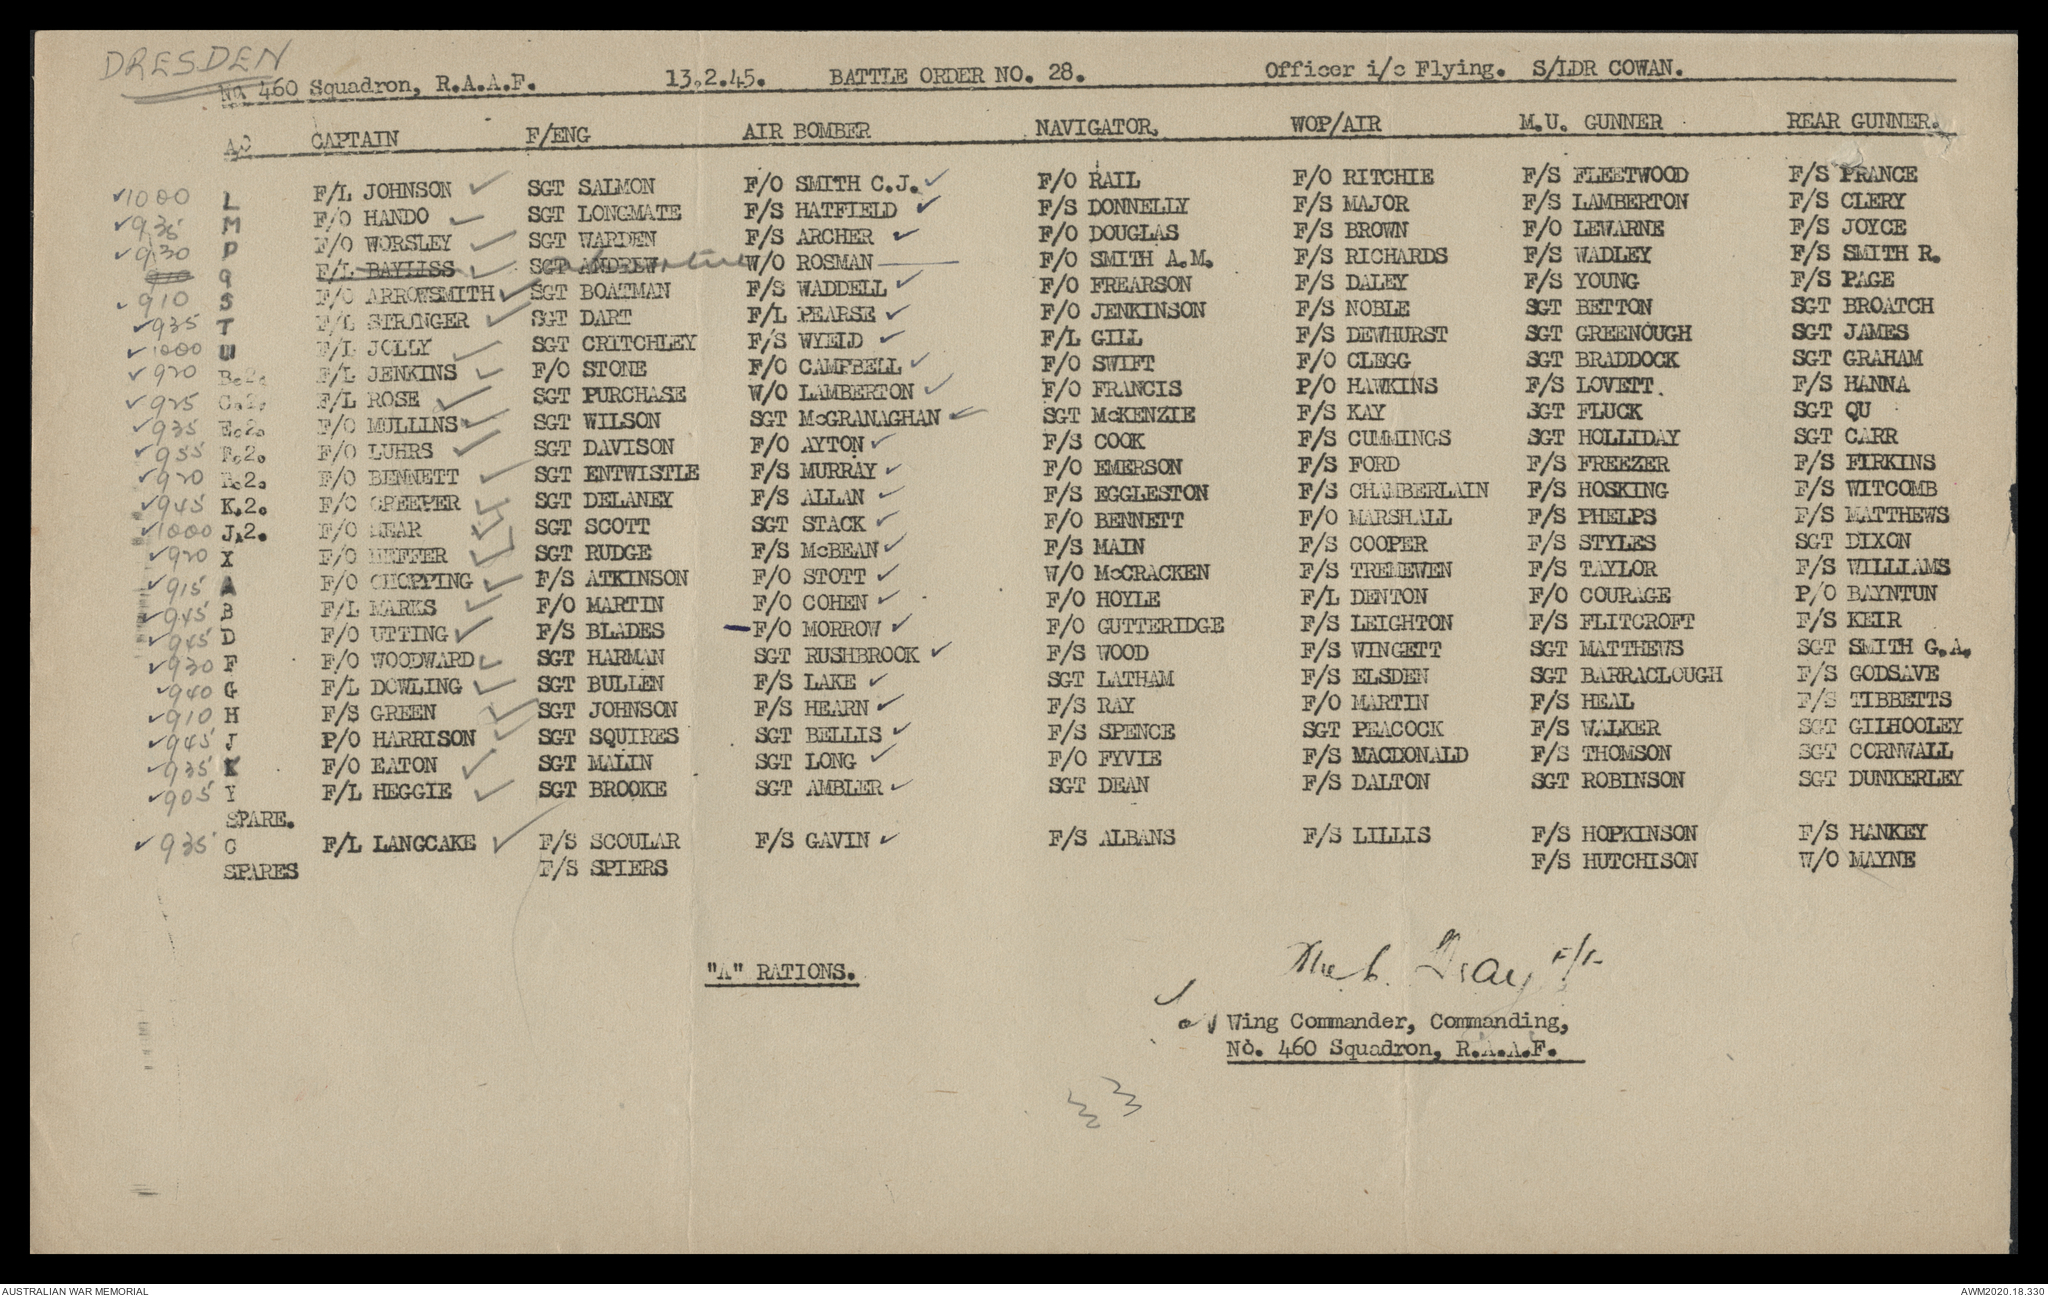 DRESDEN
No. 460 Squadron, R.A.A.F. 13.2.45. BATTLE ORDER NO. 28. Officer i/c Flying. S/LDR COWAN.
AC CAPTAIN F/ENG AIR BOMBER NAVIGATOR. WOP/AIR M.U. GUNNER REAR GUNNER.
✓1000 L F/L JOHNSON ✓ SGT SALMON F/O SMITH C.J. ✓ F/O RAIL F/O RITCHIE F/S FLEETWOOD F/S PRANCE
✓935 M F/O HANDO ✓ SGT LONGMATE F/S HATFIELD ✓ F/S DONNELLY F/S MAJOR F/S LAMBERTON F/S CLERY
✓930 P F/O WORSLEY ✓ SGT WARDEN F/S ARCHER ✓ F/O DOUGLAS F/S BROWN F/O LEWARNE F/S JOYCE
Q F/L BAYLISS ✓ SGT ANDREW W/O ROSMAN F/O SMITH A.M. F/S RICHARDS F/S WADLEY F/S SMITH R.
✓910 S F/O ARROWSMITH ✓ SGT BOATMAN F/S WADDELL ✓ F/O FREARSON F/S DALEY F/S YOUNG F/S PAGE
✓935 T F/L STRINGER ✓ SGT DART F/L PEARSE ✓ F/O JENKINSON F/S NOBLE SGT BETTON SGT BROATCH
✓1000 U F/L JOLLY ✓ SGT CRITCHLEY F/S WYELD ✓ F/L GILL F/S DEWHURST SGT GREENOUGH SGT JAMES
✓920 B.2. F/L JENKINS ✓ F/O STONE F/O CAMPBELL ✓ F/O SWIFT F/O CLEGG SGT BRADDOCK SGT GRAHAM
✓925 C.2. F/L ROSE ✓ SGT PURCHASE W/O LAMBERTON ✓ F/O FRANCIS P/O HAWKINS F/S LOVETT. F/S HANNA
✓935 E.2. F/O MULLINS ✓ SGT WILSON SGT McGRANAGHAN ✓ SGT McKENZIE F/S KAY SGT FLUCK SGT QU
✓955 F.2. F/O LUHRS ✓ SGT DAVISON F/O AYTON ✓ F/S COOK F/S CUMMINGS SGT HOLLIDAY SGT CARR
✓920 H.2. F/O BENNETT ✓ SGT ENTWISTLE F/S MURRAY ✓ F/O EMERSON F/S FORD F/S FREEZER F/S FIRKINS
✓945 K.2. F/O CREEPER ✓ SGT DELANEY F/S ALLAN ✓ F/S EGGLESTON F/S CHAMBERLAIN F/S HOSKING F/S WITCOMB
✓1000 J.2. F/O ✓ SGT SCOTT SGT STACK ✓ F/O BENNETT F/O MARSHALL F/S PHELPS F/S MATTHEWS
✓920 X F/O HEFFER ✓ SGT RUDGE F/S McBEAN ✓ F/S MAIN F/S COOPER F/S STYLES SGT DIXON
✓915 A F/O CHOPPING ✓ F/S ATKINSON F/O STOTT ✓ W/O McCRACKEN F/S TREMEWEN F/S TAYLOR F/S WILLIAMS
✓945 B F/L MARKS ✓ F/O MARTIN F/O COHEN ✓ F/O HOYLE F/L DENTON F/O COURAGE P/O BAYNTUN
✓945 D F/O UTTING ✓ F/S BLADES F/O MORROW ✓ F/O GUTTERIDGE F/S LEIGHTON F/S FLITCROFT F/S KEIR
✓930 F F/O WOODWARD ✓ SGT HARMAN SGT RUSHBROOK ✓ F/S WOOD F/S WINGETT SGT MATTHEWS SGT SMITH G.A.
✓940 G F/L DOWLING ✓ SGT BULLEN F/S LAKE ✓ SGT LATHAM F/S ELSDEN SGT BARRACLOUGH F/S GODSAVE
✓910 H F/S GREEN ✓ SGT JOHNSON F/S HEARN ✓ F/S RAY F/O MARTIN F/S HEAL F/S TIBBETTS
✓945 J P/O HARRISON ✓ SGT SQUIRES SGT BELLIS ✓ F/S SPENCE SGT PEACOCK F/S WALKER SGT GILHOOLEY
✓935 K F/O EATON ✓ SGT MALIN SGT LONG ✓ F/O FYVIE F/S MACDONALD F/S THOMSON SGT CORNWALL
✓905 Y F/L HEGGIE ✓ SGT BROOKE SGT AMBLER ✓ SGT DEAN F/S DALTON SGT ROBINSON SGT DUNKERLEY
SPARE.
✓935 C F/L LANGCAKE ✓ F/S SCOULAR F/S GAVIN ✓ F/S ALBANS F/S LILLIS F/S HOPKINSON F/S HANKEY
SPARES F/S SPIERS F/S HUTCHISON W/O MAYNE
"A" RATIONS.
Gray F/L
Wing Commander, Commanding,
No. 460 Squadron, R.A.A.F.
AUSTRALIAN WAR MEMORIAL AWM2020.18.330